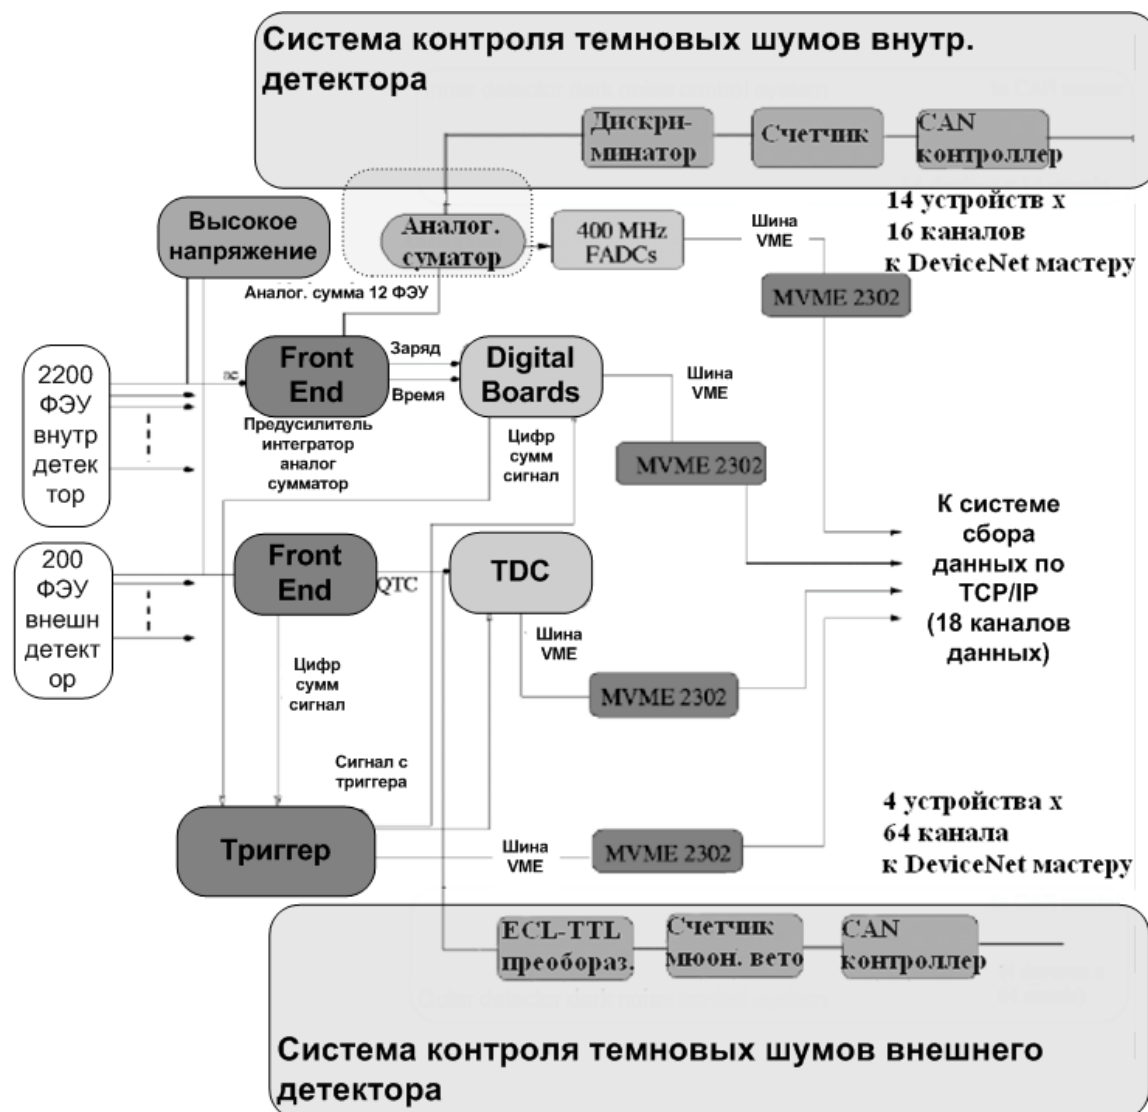 Система контроля темновых шумов внутр.
детектора
Дискри-
минатор
Счетчик
CAN
контроллер
14 устройств x
16 каналов
к DeviceNet мастеру
Высокое
напряжение
Аналог.
суматор
400 MHz
FADCs
Шина
VME
MVME 2302
Аналог. сумма 12 ФЭУ
2200
ФЭУ
внутр
детек
тор
Front
End
Заряд
Время
Digital
Boards
Шина
VME
MVME 2302
Предусилитель
интегратор
аналог
сумматор
Цифр
сумм
сигнал
К системе
сбора
данных по
TCP/IP
(18 каналов
данных)
200
ФЭУ
внешн
детект
ор
Front
End
QTC
TDC
Шина
VME
MVME 2302
Цифр
сумм
сигнал
Сигнал с
триггера
Триггер
Шина
VME
MVME 2302
4 устройства x
64 канала
к DeviceNet мастеру
ECL-TTL
преобораз.
Счетчик
мюон. вето
CAN
контроллер
Система контроля темновых шумов внешнего
детектора